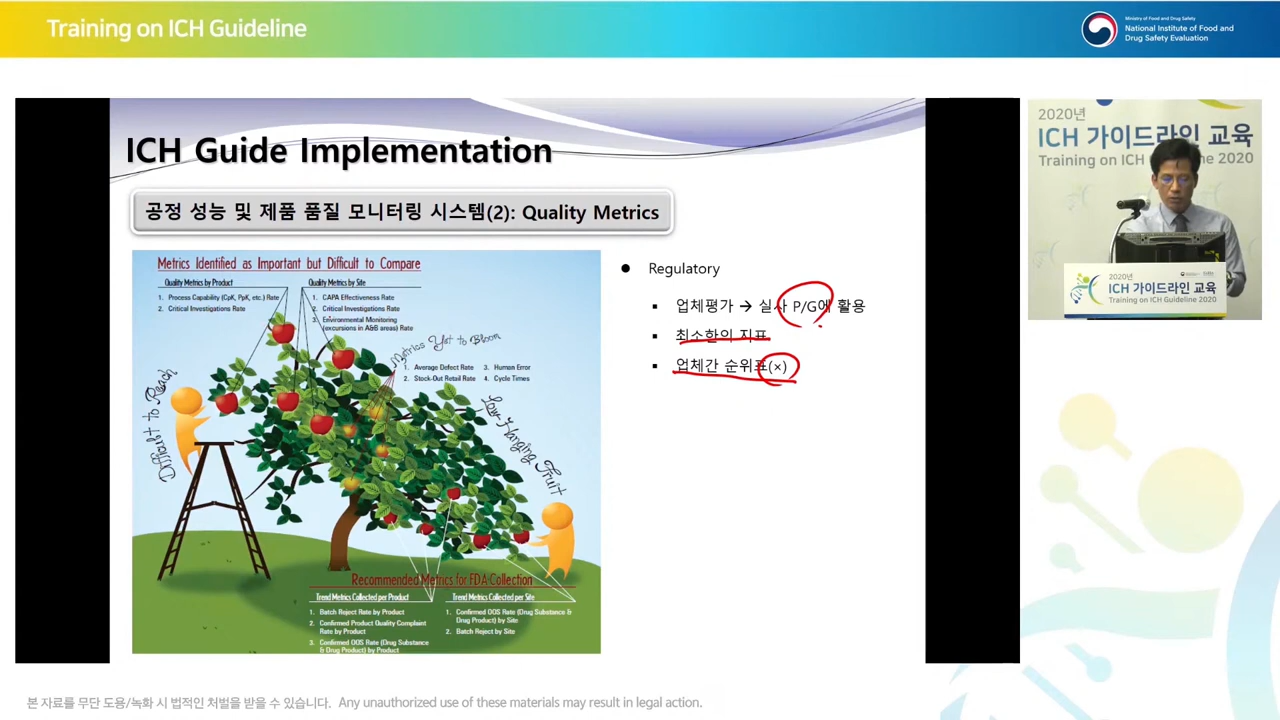 Training on ICH Guideline
Ministry of Food and Drug Safety
National Institute of Food and
Drug Safety Evaluation
ICH Guide Implementation
공정 성능 및 제품 품질 모니터링 시스템(2): Quality Metrics
Metrics Identified as Important but Difficult to Compare
Quality Metrics by Product
1. Process Capability (CpK, PpK, etc.) Rate
2. Critical Investigations Rate
Quality Metrics by Site
1. CAPA Effectiveness Rate
2. Critical Investigations Rate
3. Environmental Monitoring
(excursions in A&B areas) Rate
Metrics Yet to Bloom
1. Average Defect Rate
2. Stock-Out Retail Rate
3. Human Error
4. Cycle Times
Difficult to Reach
Low-Hanging Fruit
Recommended Metrics for FDA Collection
Trend Metrics Collected per Product
1. Batch Reject Rate by Product
2. Confirmed Product Quality Complaint
Rate by Product
3. Confirmed OOS Rate (Drug Substance
& Drug Product) by Product
Trend Metrics Collected per Site
1. Confirmed OOS Rate (Drug Substance &
Drug Product) by Site
2. Batch Reject by Site
● Regulatory
▪ 업체평가 → 실사 P/G에 활용
▪ 최소한의 지표
▪ 업체간 순위표(×)
2020년
ICH 가이드라인 교육
Training on ICH Guideline 2020
2020년
ICH 가이드라인 교육
Training on ICH Guideline 2020
본 자료를 무단 도용/녹화 시 법적인 처벌을 받을 수 있습니다. Any unauthorized use of these materials may result in legal action.